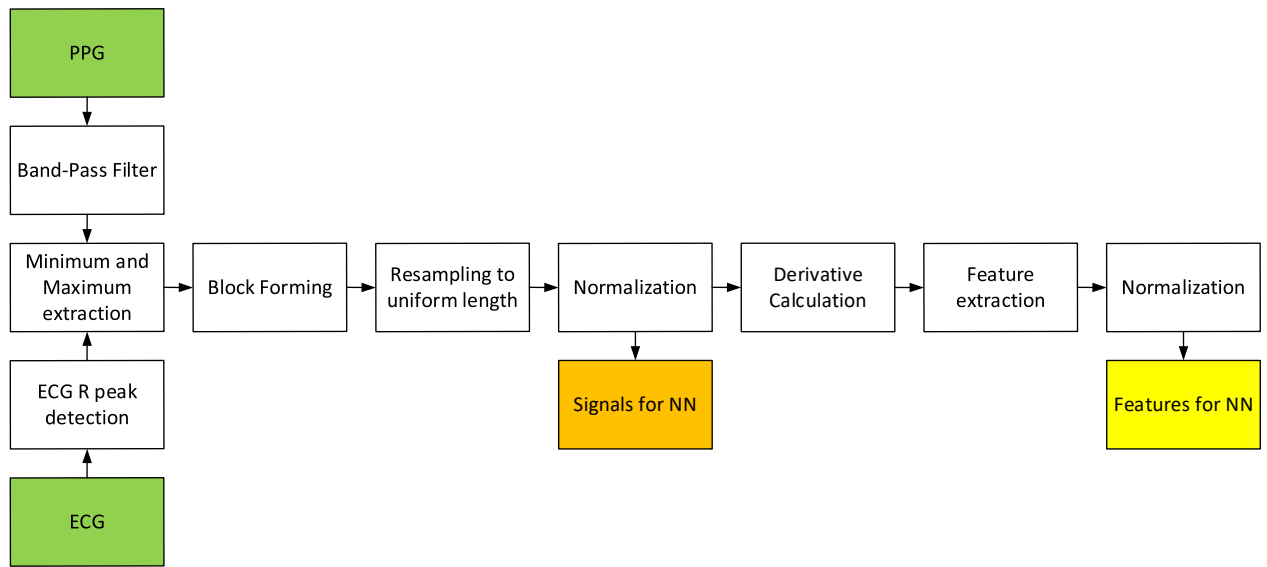 PPG
Band-Pass Filter
Minimum and
Maximum
extraction
Block Forming
Resampling to
uniform length
Normalization
Derivative
Calculation
Feature
extraction
Normalization
ECG R peak
detection
Signals for NN
Features for NN
ECG